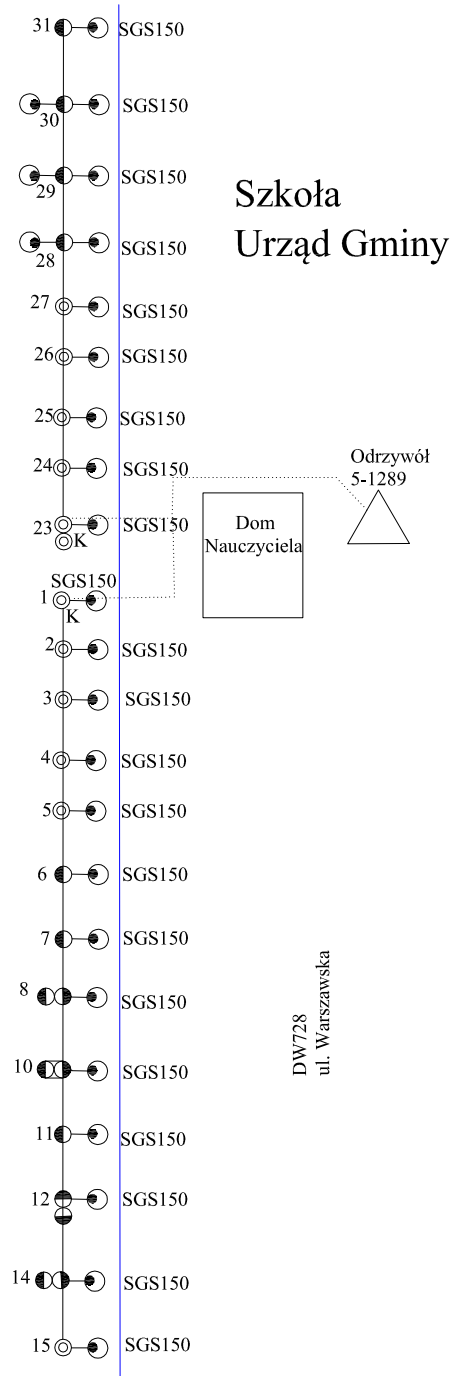 31 SGS150
30 SGS150
29 SGS150
Szkoła
Urząd Gminy
28 SGS150
27 SGS150
26 SGS150
25 SGS150
24 SGS150
Odrzywół
5-1289
23 SGS150
K
Dom
Nauczyciela
SGS150
1
K
2 SGS150
3 SGS150
4 SGS150
5 SGS150
6 SGS150
7 SGS150
8 SGS150
DW728
ul. Warszawska
10 SGS150
11 SGS150
12 SGS150
14 SGS150
15 SGS150